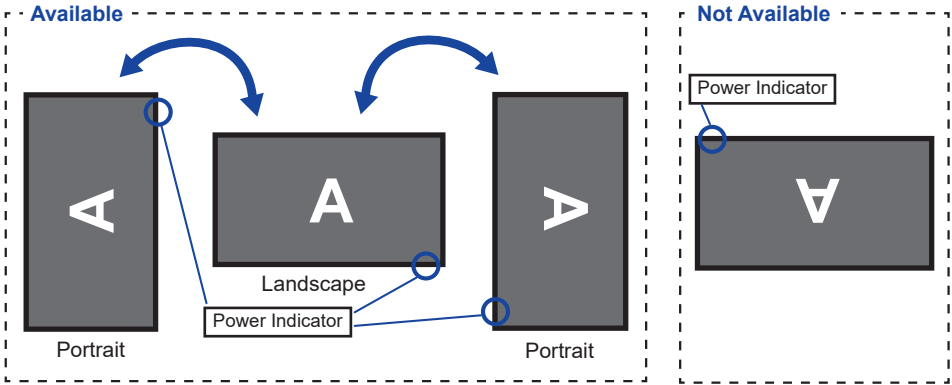 Available
Not Available
Power Indicator
A
A
A
A
Landscape
Power Indicator
Portrait
Portrait